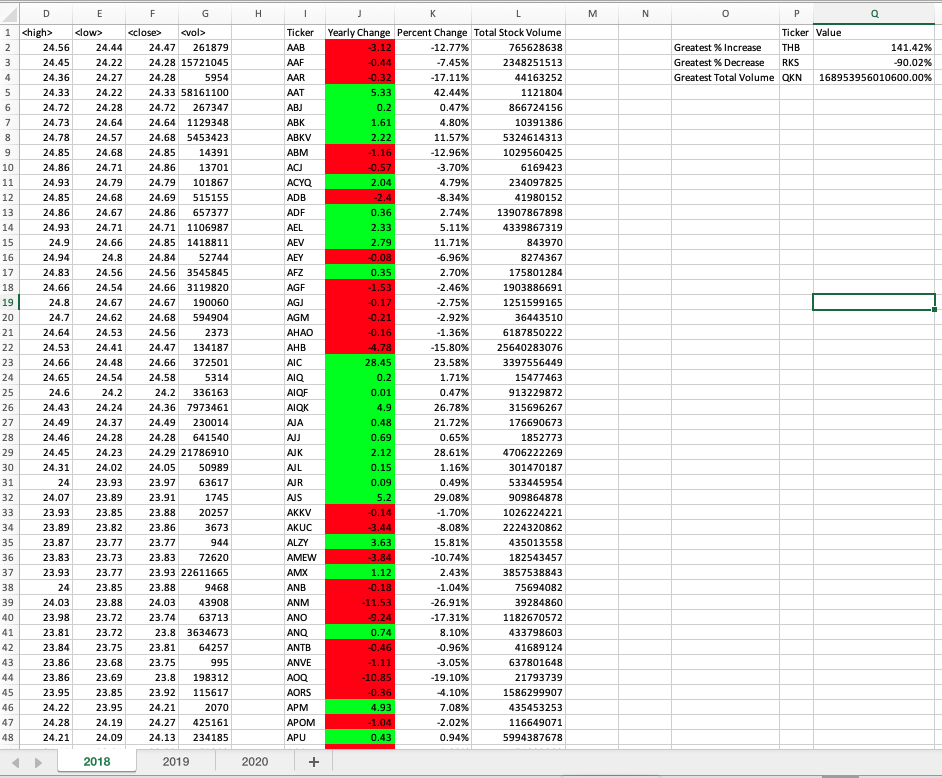 D E F G H I J K L M N O P Q
1 <high> <low> <close> <vol> Ticker Yearly Change Percent Change Total Stock Volume Ticker Value
2 24.56 24.44 24.47 261879 AAB -3.12 -12.77% 765628638 Greatest % Increase THB 141.42%
3 24.45 24.22 24.28 15721045 AAF -0.44 -7.45% 2348251513 Greatest % Decrease RKS -90.02%
4 24.36 24.27 24.28 5954 AAR -0.32 -17.11% 44163252 Greatest Total Volume QKN 168953956010600.00%
5 24.33 24.22 24.33 58161100 AAT 5.33 42.44% 1121804
6 24.72 24.28 24.72 267347 ABJ 0.2 0.47% 866724156
7 24.73 24.64 24.64 1129348 ABK 1.61 4.80% 10391386
8 24.78 24.57 24.68 5453423 ABKV 2.22 11.57% 5324614313
9 24.85 24.68 24.85 14391 ABM -1.16 -12.96% 1029560425
10 24.86 24.71 24.86 13701 ACJ -0.57 -3.70% 6169423
11 24.93 24.79 24.79 101867 ACYQ 2.04 4.79% 234097825
12 24.85 24.68 24.69 515155 ADB -2.4 -8.34% 41980152
13 24.86 24.67 24.86 657377 ADF 0.36 2.74% 13907867898
14 24.93 24.71 24.71 1106987 AEL 2.33 5.11% 4339867319
15 24.9 24.66 24.85 1418811 AEV 2.79 11.71% 843970
16 24.94 24.8 24.84 52744 AEY -0.08 -6.96% 8274367
17 24.83 24.56 24.56 3545845 AFZ 0.35 2.70% 175801284
18 24.66 24.54 24.66 3119820 AGF -1.53 -2.46% 1903886691
19 24.8 24.67 24.67 190060 AGJ -0.17 -2.75% 1251599165
20 24.7 24.62 24.68 594904 AGM -0.21 -2.92% 36443510
21 24.64 24.53 24.56 2373 AHAO -0.16 -1.36% 6187850222
22 24.53 24.41 24.47 134187 AHB -4.78 -15.80% 25640283076
23 24.66 24.48 24.66 372501 AIC 28.45 23.58% 3397556449
24 24.65 24.54 24.58 5314 AIQ 0.2 1.71% 15477463
25 24.6 24.2 24.2 336163 AIQF 0.01 0.47% 913229872
26 24.43 24.24 24.36 7973461 AIQK 4.9 26.78% 315696267
27 24.49 24.37 24.49 230014 AJA 0.48 21.72% 176690673
28 24.46 24.28 24.28 641540 AJJ 0.69 0.65% 1852773
29 24.45 24.23 24.29 21786910 AJK 2.12 28.61% 4706222269
30 24.31 24.02 24.05 50989 AJL 0.15 1.16% 301470187
31 24 23.93 23.97 63617 AJR 0.09 0.49% 533445954
32 24.07 23.89 23.91 1745 AJS 5.2 29.08% 909864878
33 23.93 23.85 23.88 20257 AKKV -0.14 -1.70% 1026224221
34 23.89 23.82 23.86 3673 AKUC -3.44 -8.08% 2224320862
35 23.87 23.77 23.77 944 ALZY 3.63 15.81% 435013558
36 23.83 23.73 23.83 72620 AMEW -3.84 -10.74% 182543457
37 23.93 23.77 23.93 22611665 AMX 1.12 2.43% 3857538843
38 24 23.85 23.88 9468 ANB -0.18 -1.04% 75694082
39 24.03 23.88 24.03 43908 ANM -11.53 -26.91% 39284860
40 23.98 23.72 23.74 63713 ANO -9.24 -17.31% 1182670572
41 23.81 23.72 23.8 3634673 ANQ 0.74 8.10% 433798603
42 23.84 23.75 23.81 64257 ANTB -0.46 -0.96% 41689124
43 23.86 23.68 23.75 995 ANVE -1.11 -3.05% 637801648
44 23.86 23.69 23.8 198312 AOQ -10.85 -19.10% 21793739
45 23.95 23.85 23.92 115617 AORS -0.36 -4.10% 1586299907
46 24.22 23.95 24.21 2070 APM 4.93 7.08% 435453253
47 24.28 24.19 24.27 425161 APOM -1.04 -2.02% 116649071
48 24.21 24.09 24.13 234185 APU 0.43 0.94% 5994387678
2018 2019 2020 +